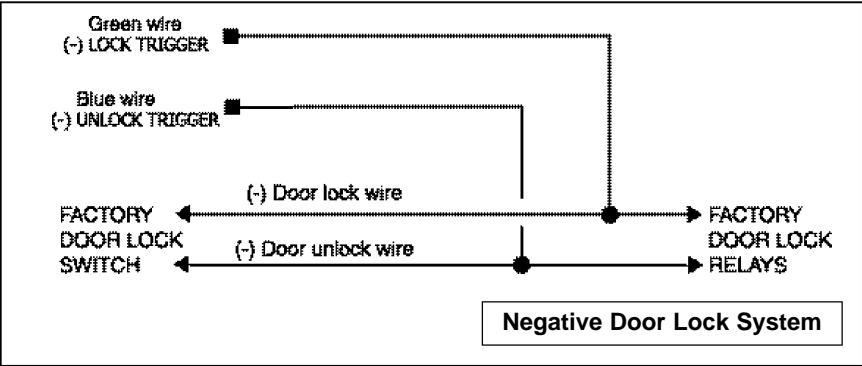 Green wire
(-) LOCK TRIGGER
Blue wire
(-) UNLOCK TRIGGER
(-) Door lock wire
FACTORY
DOOR LOCK
SWITCH
(-) Door unlock wire
FACTORY
DOOR LOCK
RELAYS
Negative Door Lock System